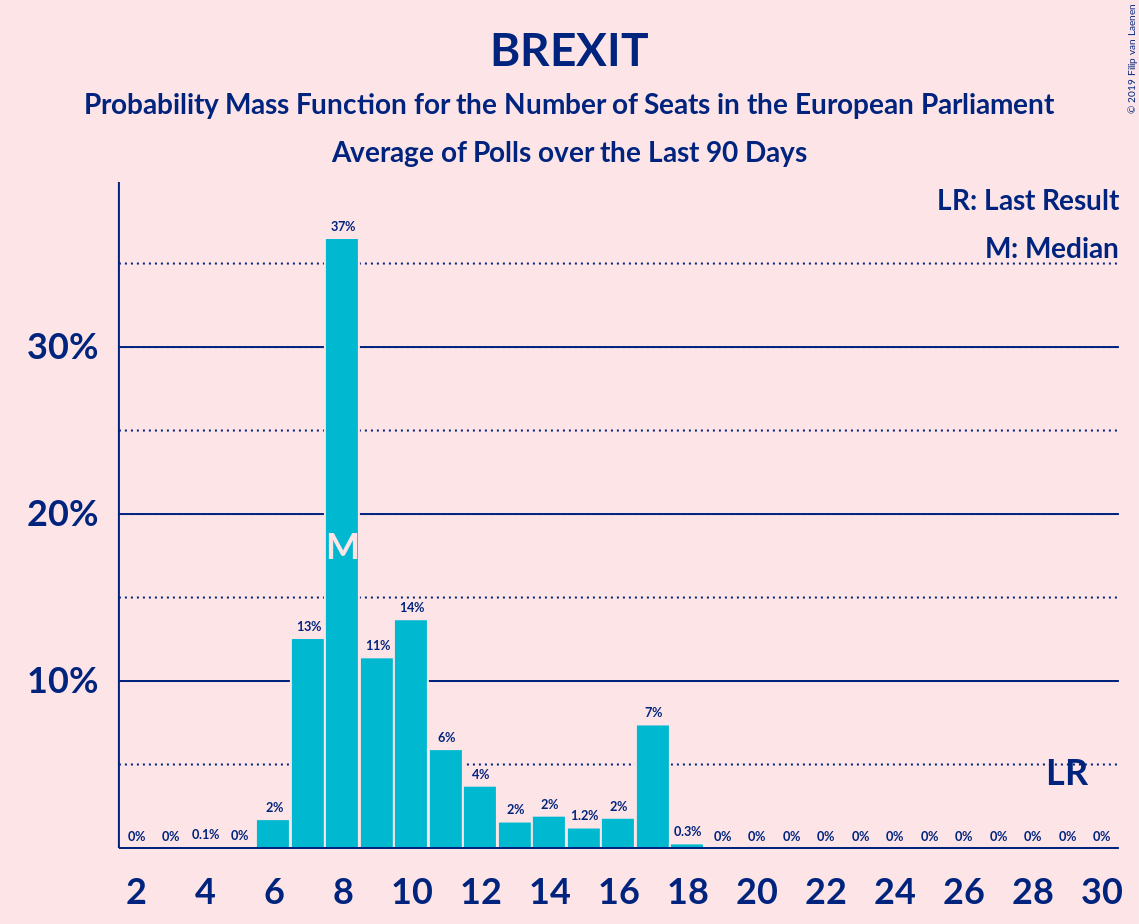 BREXIT
Probability Mass Function for the Number of Seats in the European Parliament
Average of Polls over the Last 90 Days
© 2019 Filip van Laenen
LR: Last Result
M: Median
30%
20%
10%
0% 0% 0.1% 0% 2% 13% 37% 11% 14% 6% 4% 2% 2% 1.2% 2% 7% 0.3% 0% 0% 0% 0% 0% 0% 0% 0% 0% 0% 0% 0%
M
LR
2 4 6 8 10 12 14 16 18 20 22 24 26 28 30